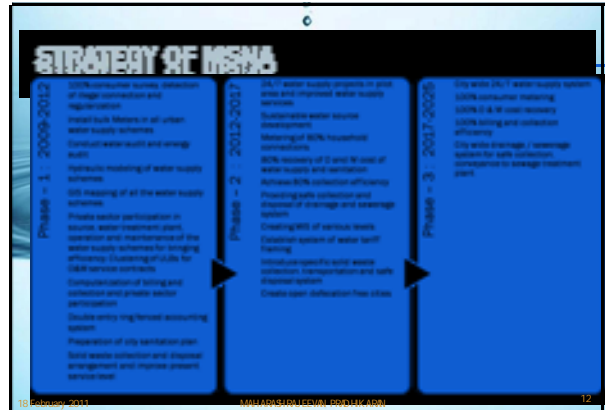 STRATEGY OF MSNA
Phase – 1 : 2009-2012
100% consumer survey, detection
of illegal connection and
regularization
Install bulk Meters in all urban
water supply schemes
Conduct water audit and energy
audit
Hydraulic modeling of water supply
schemes
GIS mapping of all the water supply
schemes
Private sector participation in
source, water treatment plant,
operation and maintenance of the
water supply schemes for bringing
efficiency. Clustering of ULBs for
O&M service contracts
Computerization of billing and
collection and private sector
participation
Double entry ring fenced accounting
system
Preparation of city sanitation plan
Solid waste collection and disposal
arrangement and improve present
service level
Phase – 2 : 2012-2017
24/7 water supply projects in pilot
area and improved water supply
services
Sustainable water source
development
Metering of 80% household
connections
80% recovery of O and M cost of
water supply and sanitation
Achieve 80% collection efficiency
Providing safe collection and
disposal of drainage and sewerage
system
Creating MIS of various levels
Establish system of water tariff
framing
Introduce specific solid waste
collection, transportation and safe
disposal system
Create open defecation free cities
Phase – 3 : 2017-2025
City wide 24/7 water supply system
100% consumer metering
100% O & M cost recovery
100% billing and collection
efficiency
City wide drainage / sewerage
system for safe collection,
conveyance to sewage treatment
plant
18 February 2011
12